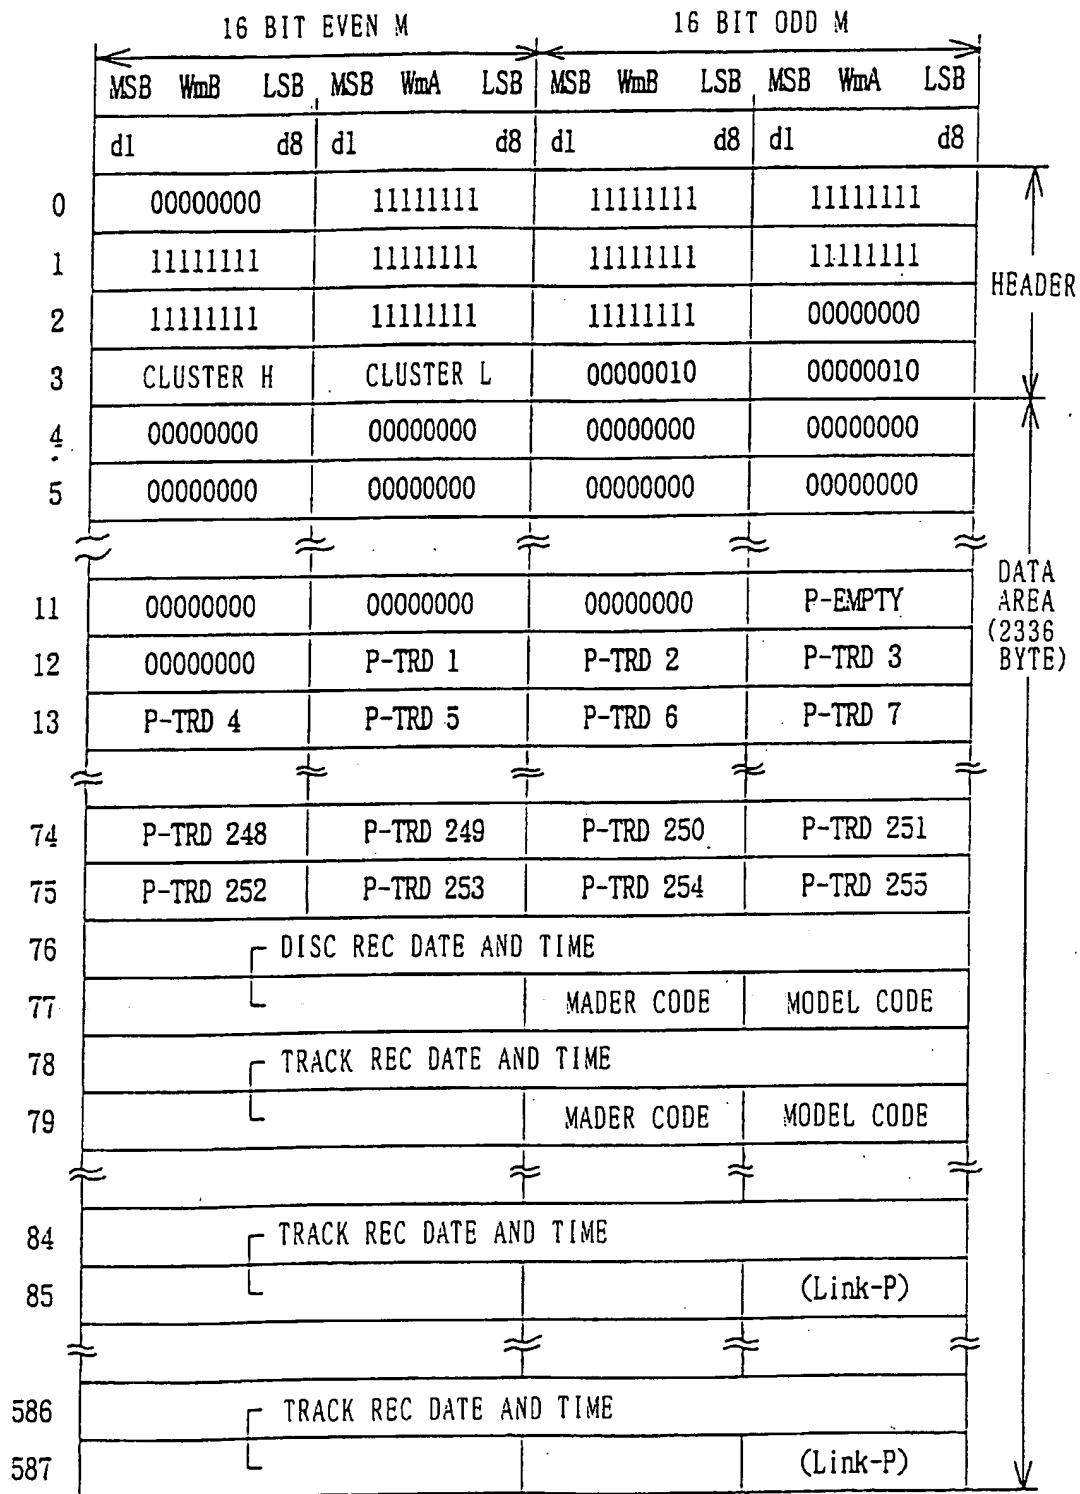 16 BIT EVEN M 16 BIT ODD M
MSB WmB LSB MSB WmA LSB MSB WmB LSB MSB WmA LSB
d1 d8 d1 d8 d1 d8 d1 d8
0 00000000 11111111 11111111 11111111
1 11111111 11111111 11111111 11111111
HEADER
2 11111111 11111111 11111111 00000000
3 CLUSTER H CLUSTER L 00000010 00000010
4 00000000 00000000 00000000 00000000
5 00000000 00000000 00000000 00000000
DATA
AREA
(2336
BYTE)
11 00000000 00000000 00000000 P-EMPTY
12 00000000 P-TRD 1 P-TRD 2 P-TRD 3
13 P-TRD 4 P-TRD 5 P-TRD 6 P-TRD 7
74 P-TRD 248 P-TRD 249 P-TRD 250 P-TRD 251
75 P-TRD 252 P-TRD 253 P-TRD 254 P-TRD 255
76 DISC REC DATE AND TIME
77 MADER CODE MODEL CODE
78 TRACK REC DATE AND TIME
79 MADER CODE MODEL CODE
84 TRACK REC DATE AND TIME
85 (Link-P)
586 TRACK REC DATE AND TIME
587 (Link-P)